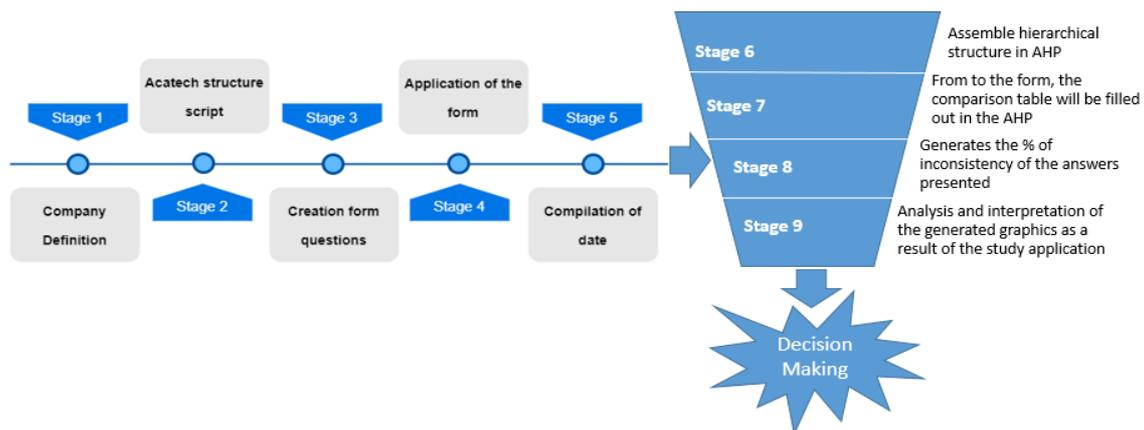 Stage 1
Company
Definition
Acatech structure
script
Stage 2
Stage 3
Creation form
questions
Application of the
form
Stage 4
Stage 5
Compilation of
date
Stage 6
Assemble hierarchical
structure in AHP
Stage 7
From to the form, the
comparison table will be filled
out in the AHP
Stage 8
Generates the % of
inconsistency of the answers
presented
Stage 9
Analysis and interpretation of
the generated graphics as a
result of the study application
Decision
Making